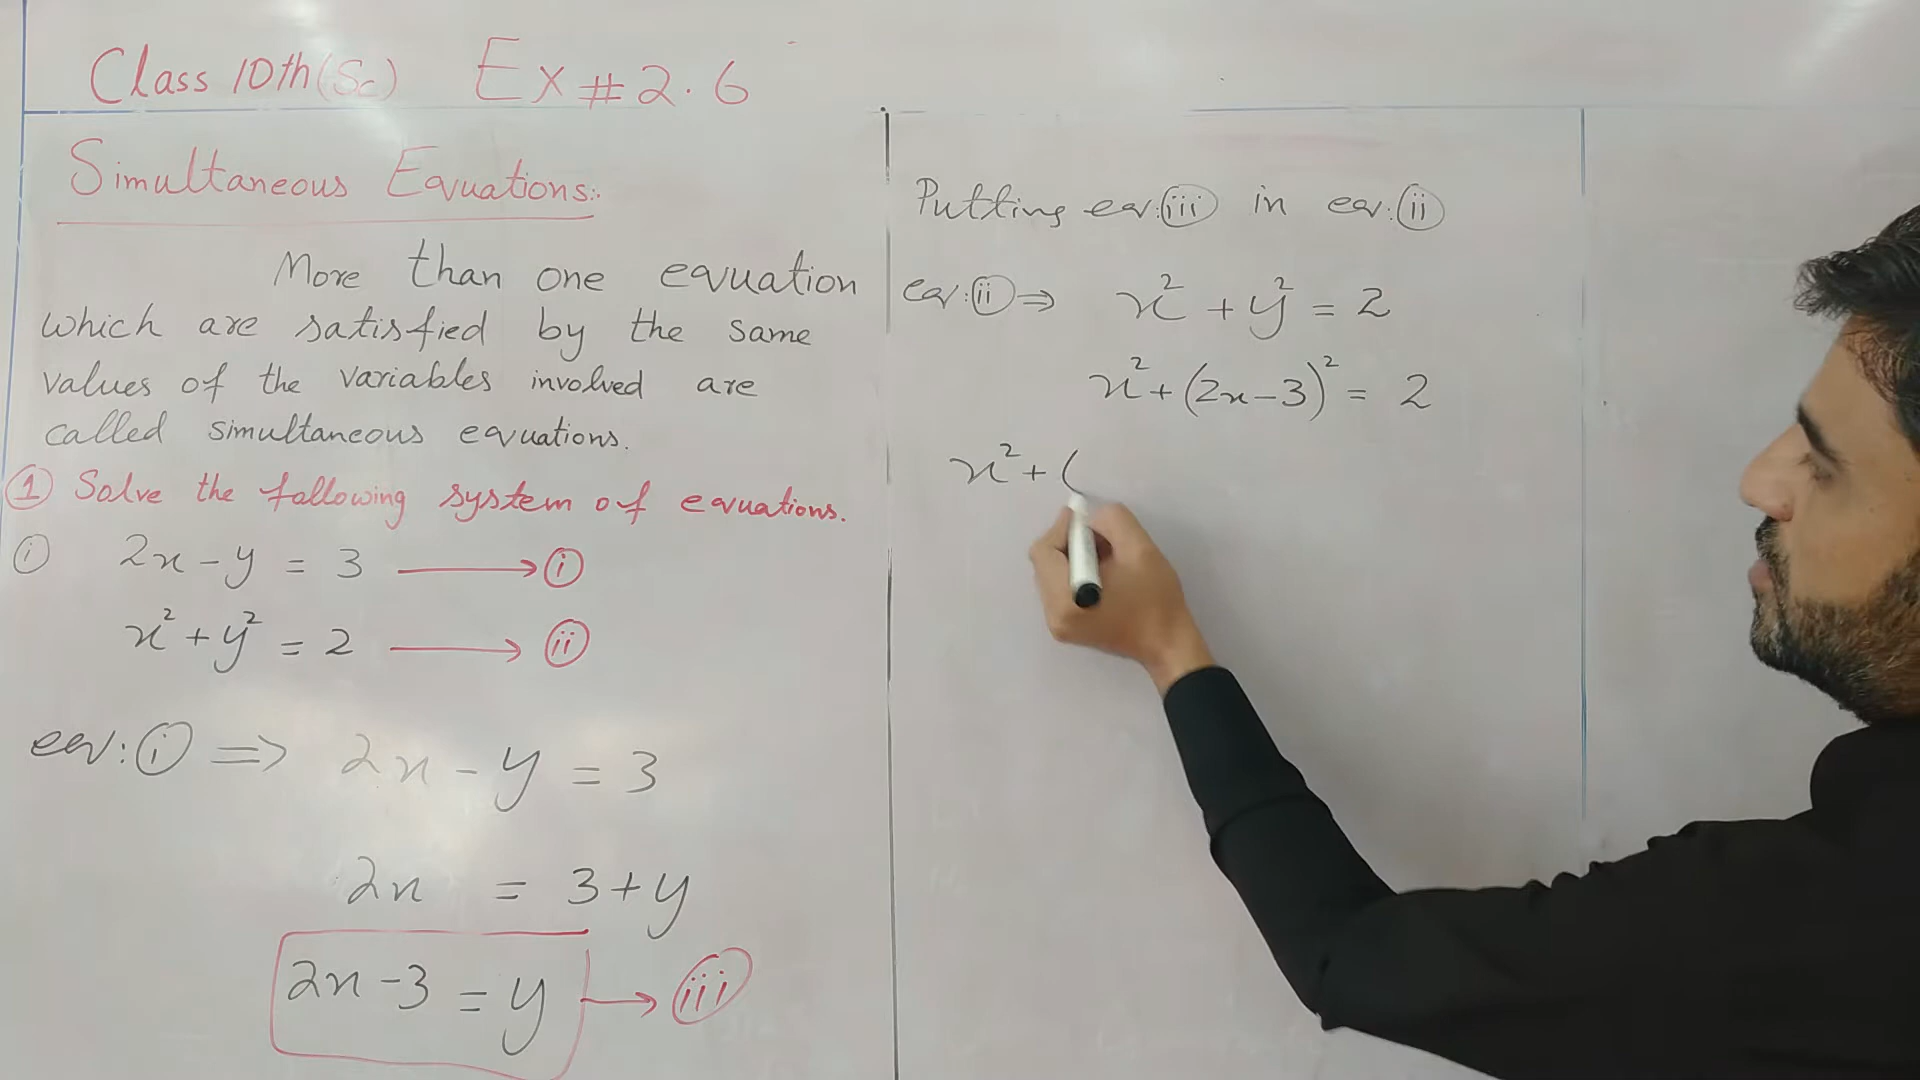 Class 10th (Sc) Ex # 2.6
Simultaneous Equations:
More than one equation
which are satisfied by the same
values of the variables involved are
called simultaneous equations.
① Solve the following system of equations.
ⓘ 2x - y = 3 ⟶ ⓘ
x² + y² = 2 ⟶ (ii)
eq: ⓘ ⇒ 2x - y = 3
2x = 3 + y
2x - 3 = y → (iii)
Putting eq: (iii) in eq: (ii)
eq: (ii) ⇒ x² + y² = 2
x² + (2x - 3)² = 2
x² + (